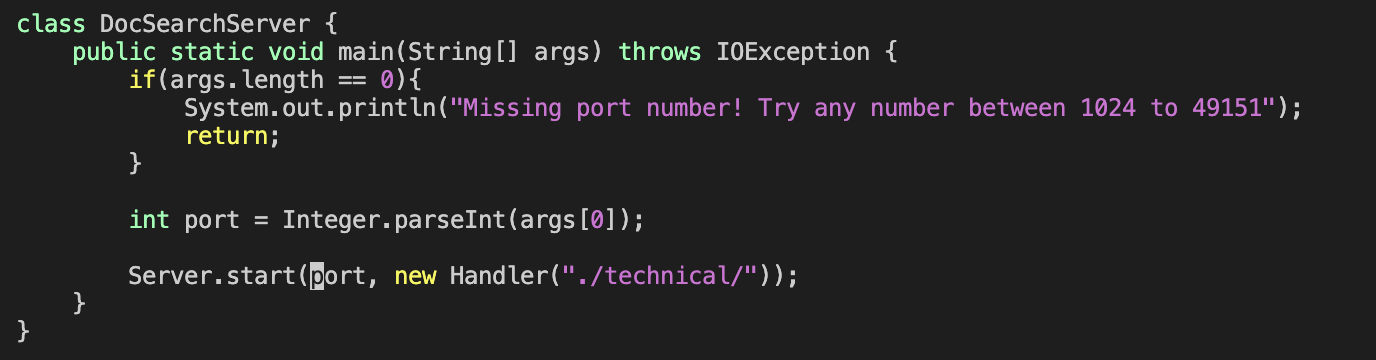 class DocSearchServer {
    public static void main(String[] args) throws IOException {
        if(args.length == 0){
            System.out.println("Missing port number! Try any number between 1024 to 49151");
            return;
        }

        int port = Integer.parseInt(args[0]);

        Server.start(port, new Handler("./technical/"));
    }
}